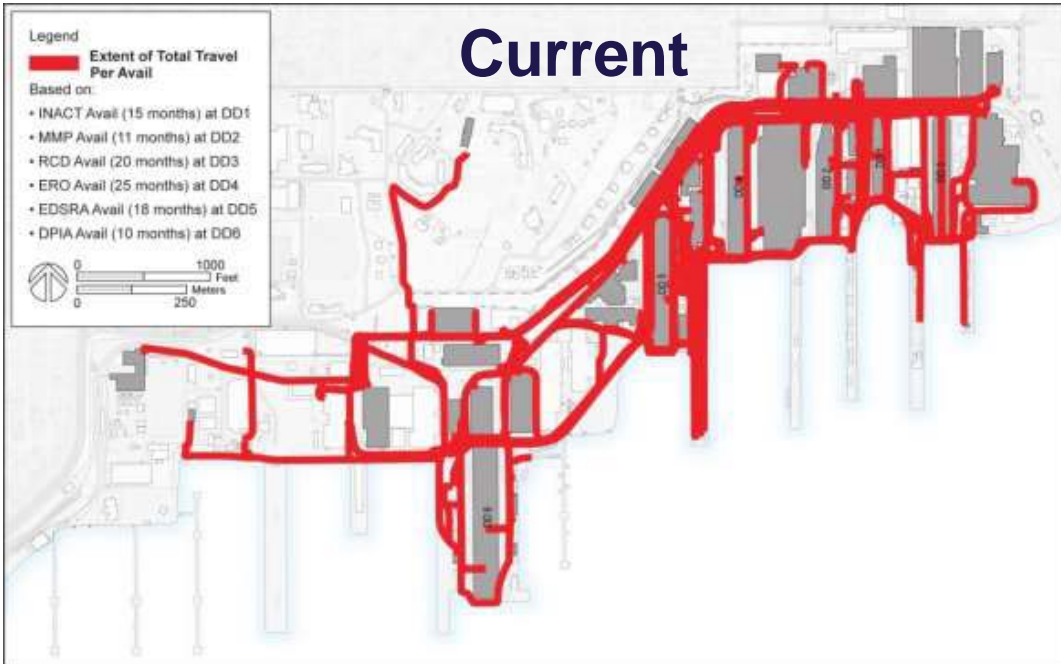 Current
Legend
Extent of Total Travel
Per Avail
Based on:
• INACT Avail (15 months) at DD1
• MMP Avail (11 months) at DD2
• RCD Avail (20 months) at DD3
• ERO Avail (25 months) at DD4
• EDSRA Avail (18 months) at DD5
• DPIA Avail (10 months) at DD6
0 1000
Feet
Meters
0 250